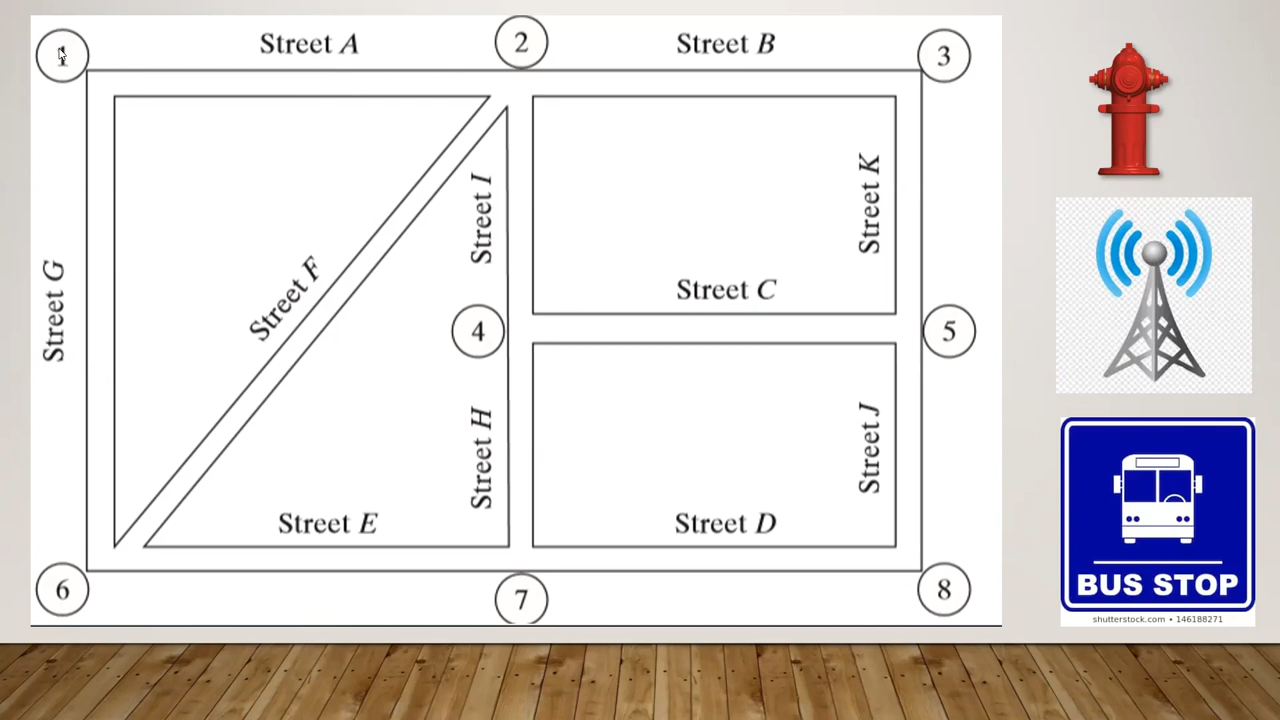 1
Street A
2
Street B
3
Street G
Street F
Street I
Street K
Street C
4
5
Street H
Street J
Street E
Street D
6
7
8
BUS STOP
shutterstock.com • 146188271